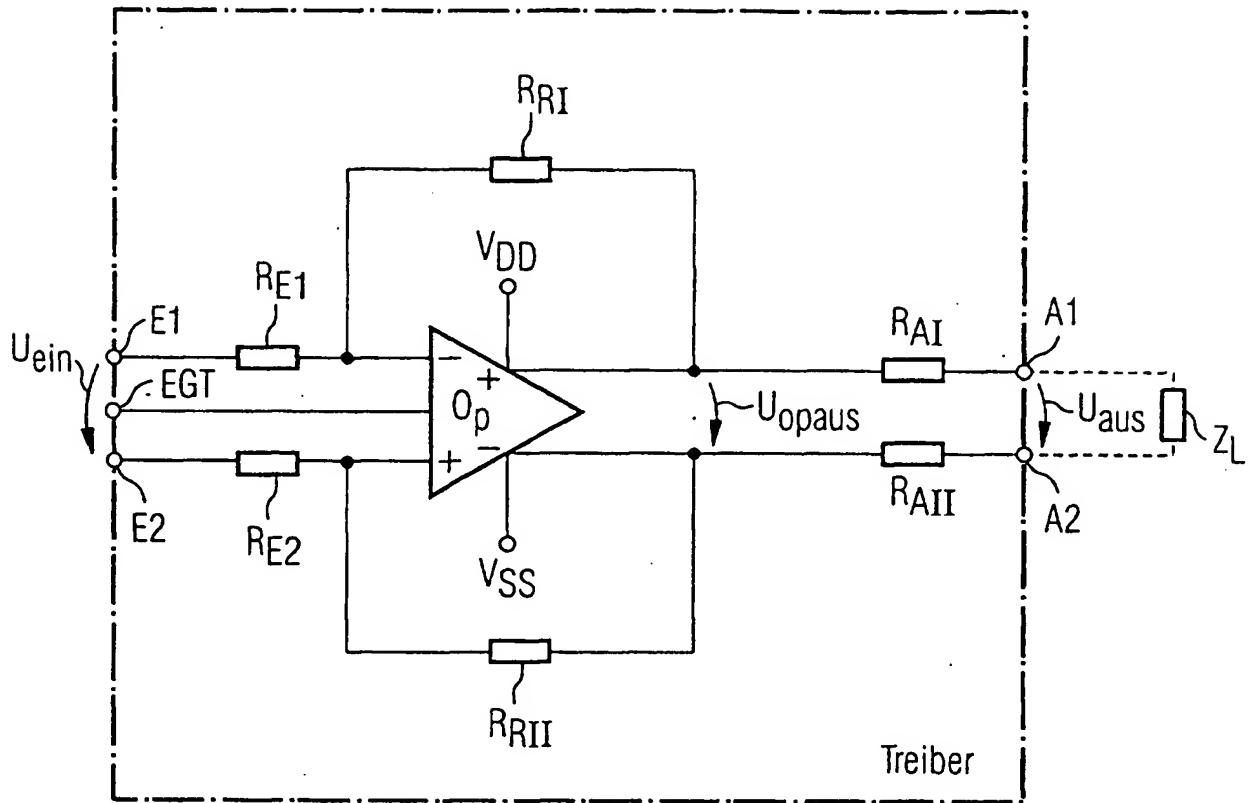 RRI
VDD
RE1
E1
Uein
EGT
RAI
A1
−
+
Op
Uopaus
Uaus
−
+
ZL
E2
RE2
RAII
A2
VSS
RRII
Treiber